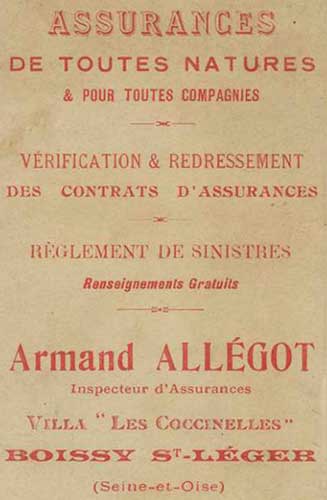 ASSURANCES
DE TOUTES NATURES
& POUR TOUTES COMPAGNIES
VÉRIFICATION & REDRESSEMENT
DES CONTRATS D'ASSURANCES
RÈGLEMENT DE SINISTRES
Renseignements Gratuits
Armand ALLÉGOT
Inspecteur d'Assurances
VILLA "LES COCCINELLES"
BOISSY ST-LÉGER
(Seine-et-Oise)